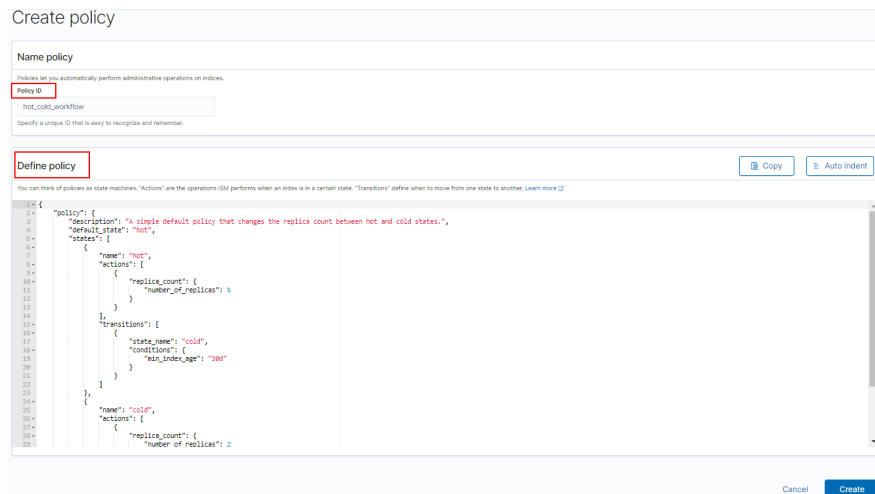 Create policy
Name policy
Policies let you automatically perform administrative operations on indices.
Policy ID
hot_cold_workflow
Specify a unique ID that is easy to recognize and remember.
Define policy
Copy
Auto indent
You can think of policies as state machines. "Actions" are the operations ISM performs when an index is in a certain state. "Transitions" define when to move from one state to another. Learn more
1 {
2 "policy": {
3 "description": "A simple default policy that changes the replica count between hot and cold states.",
4 "default_state": "hot",
5 "states": [
6 {
7 "name": "hot",
8 "actions": [
9 {
10 "replica_count": {
11 "number_of_replicas": 5
12 }
13 }
14 ],
15 "transitions": [
16 {
17 "state_name": "cold",
18 "conditions": {
19 "min_index_age": "30d"
20 }
21 }
22 ]
23 },
24 {
25 "name": "cold",
26 "actions": [
27 {
28 "replica_count": {
29 "number_of_replicas": 2
Cancel
Create